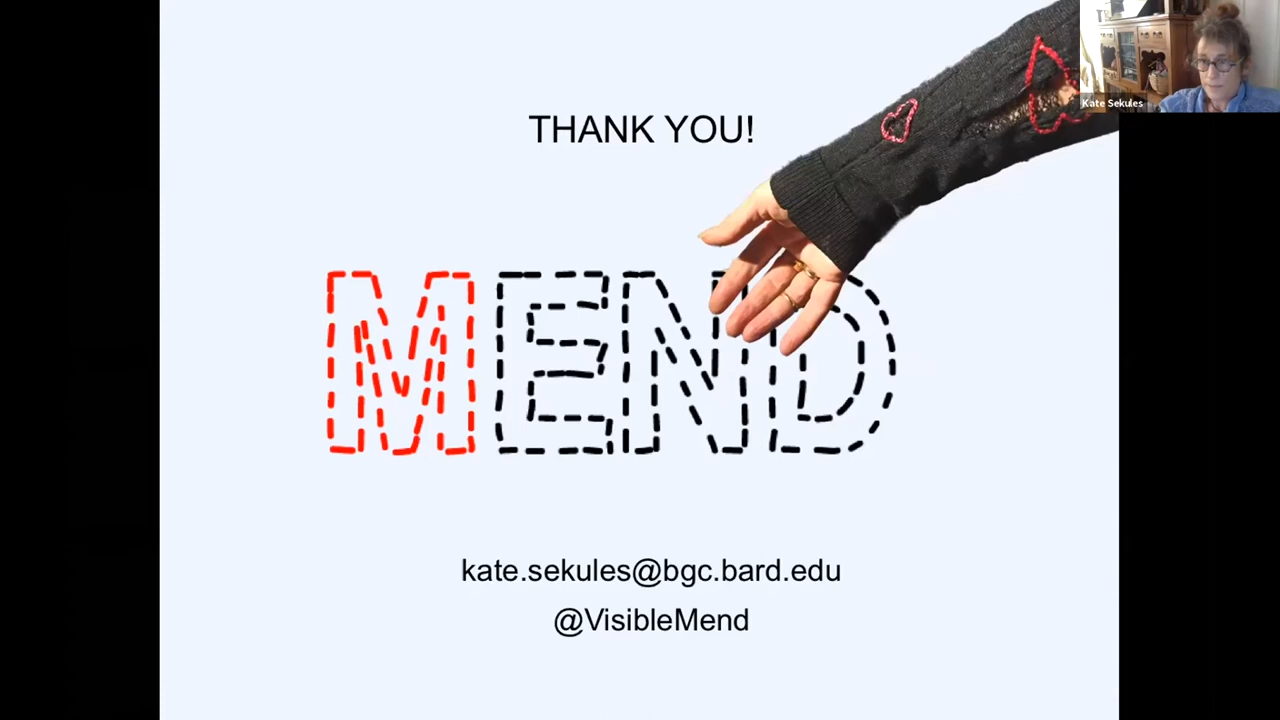 Kate Sekules
THANK YOU!
MEND
kate.sekules@bgc.bard.edu
@VisibleMend